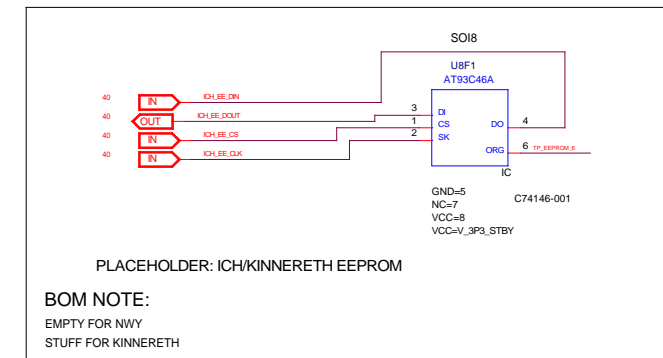 SOI8
U8F1
AT93C46A
40 IN ICH_EE_DIN
40 OUT ICH_EE_DOUT
40 IN ICH_EE_CS
40 IN ICH_EE_CLK
3 DI
1 CS DO 4
2 SK
ORG 6 TP_EEPROM_6
IC
GND=5
NC=7 C74146-001
VCC=8
VCC=V_3P3_STBY
PLACEHOLDER: ICH/KINNERETH EEPROM
BOM NOTE:
EMPTY FOR NWY
STUFF FOR KINNERETH